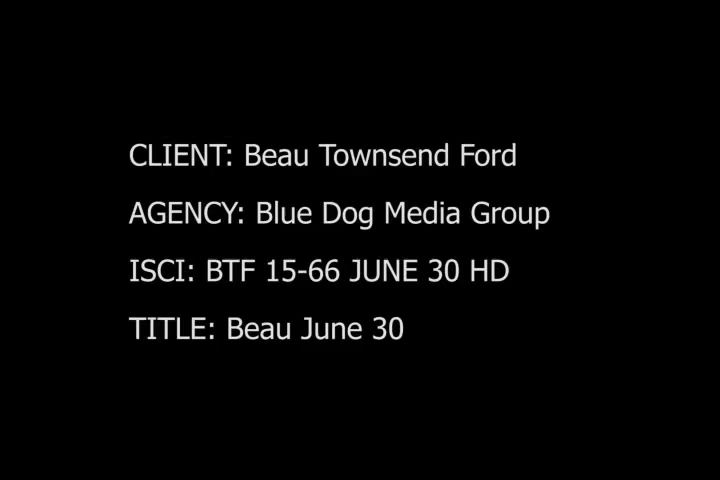 CLIENT: Beau Townsend Ford
AGENCY: Blue Dog Media Group
ISCI: BTF 15-66 JUNE 30 HD
TITLE: Beau June 30